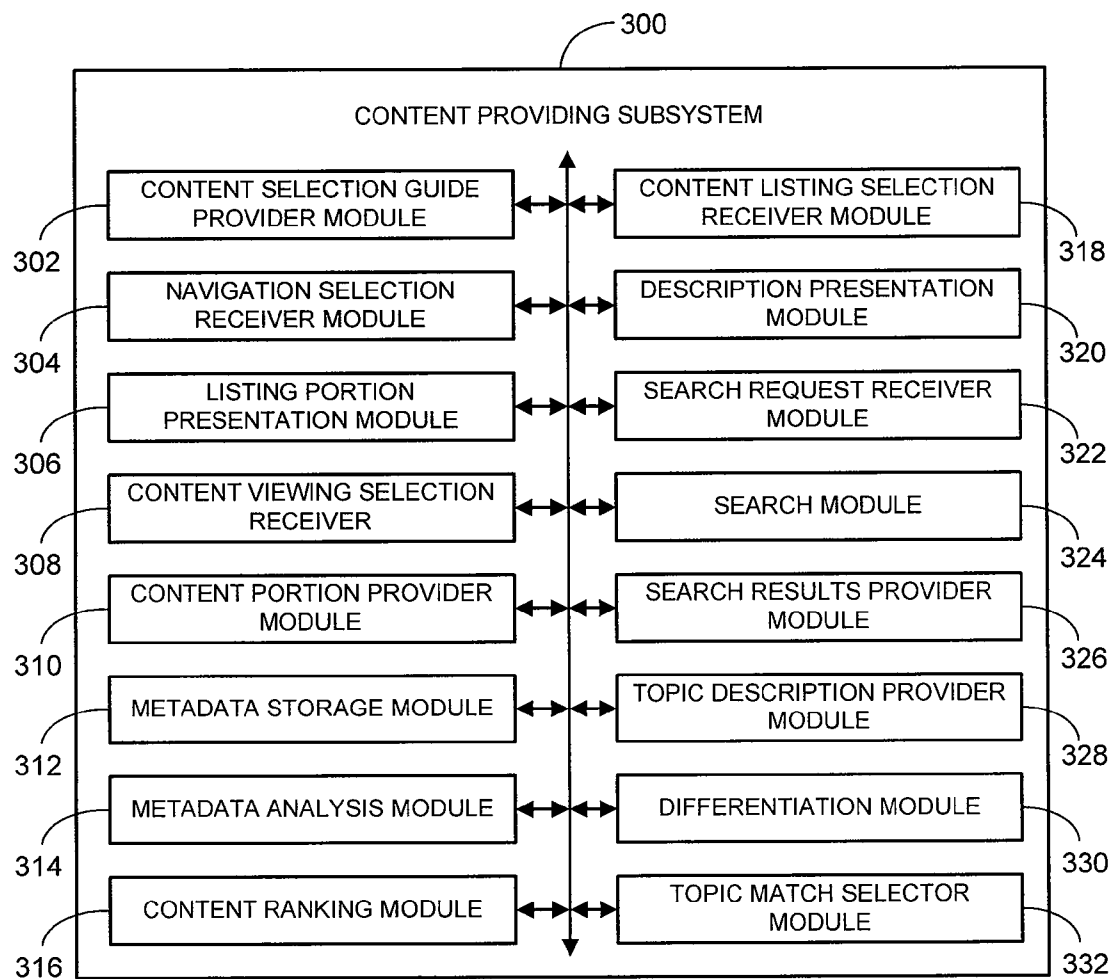 300
CONTENT PROVIDING SUBSYSTEM
CONTENT SELECTION GUIDE
PROVIDER MODULE
302
NAVIGATION SELECTION
RECEIVER MODULE
304
LISTING PORTION
PRESENTATION MODULE
306
CONTENT VIEWING SELECTION
RECEIVER
308
CONTENT PORTION PROVIDER
MODULE
310
METADATA STORAGE MODULE
312
METADATA ANALYSIS MODULE
314
CONTENT RANKING MODULE
316
CONTENT LISTING SELECTION
RECEIVER MODULE
318
DESCRIPTION PRESENTATION
MODULE
320
SEARCH REQUEST RECEIVER
MODULE
322
SEARCH MODULE
324
SEARCH RESULTS PROVIDER
MODULE
326
TOPIC DESCRIPTION PROVIDER
MODULE
328
DIFFERENTIATION MODULE
330
TOPIC MATCH SELECTOR
MODULE
332